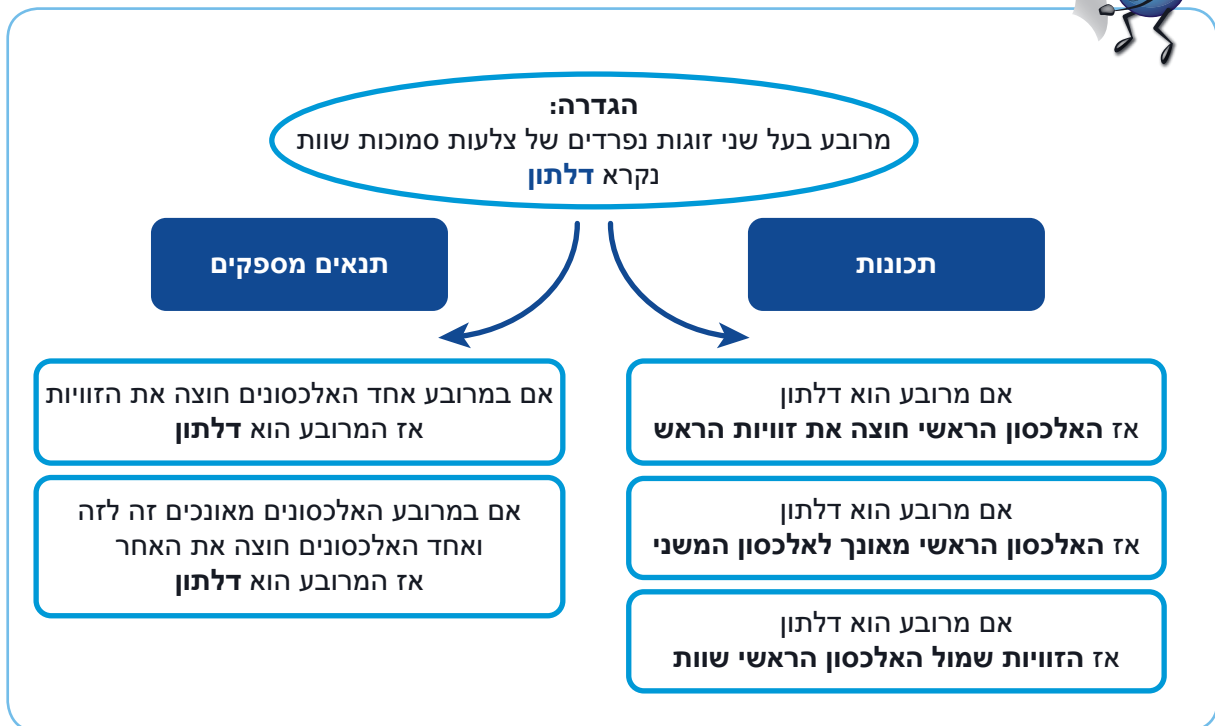 הגדרה:
מרובע בעל שני זוגות נפרדים של צלעות סמוכות שוות
נקרא דלתון
תכונות
אם מרובע הוא דלתון
אז האלכסון הראשי חוצה את זוויות הראש
אם מרובע הוא דלתון
אז האלכסון הראשי מאונך לאלכסון המשני
אם מרובע הוא דלתון
אז הזוויות שמול האלכסון הראשי שוות
תנאים מספקים
אם במרובע אחד האלכסונים חוצה את הזוויות
אז המרובע הוא דלתון
אם במרובע האלכסונים מאונכים זה לזה
ואחד האלכסונים חוצה את האחר
אז המרובע הוא דלתון